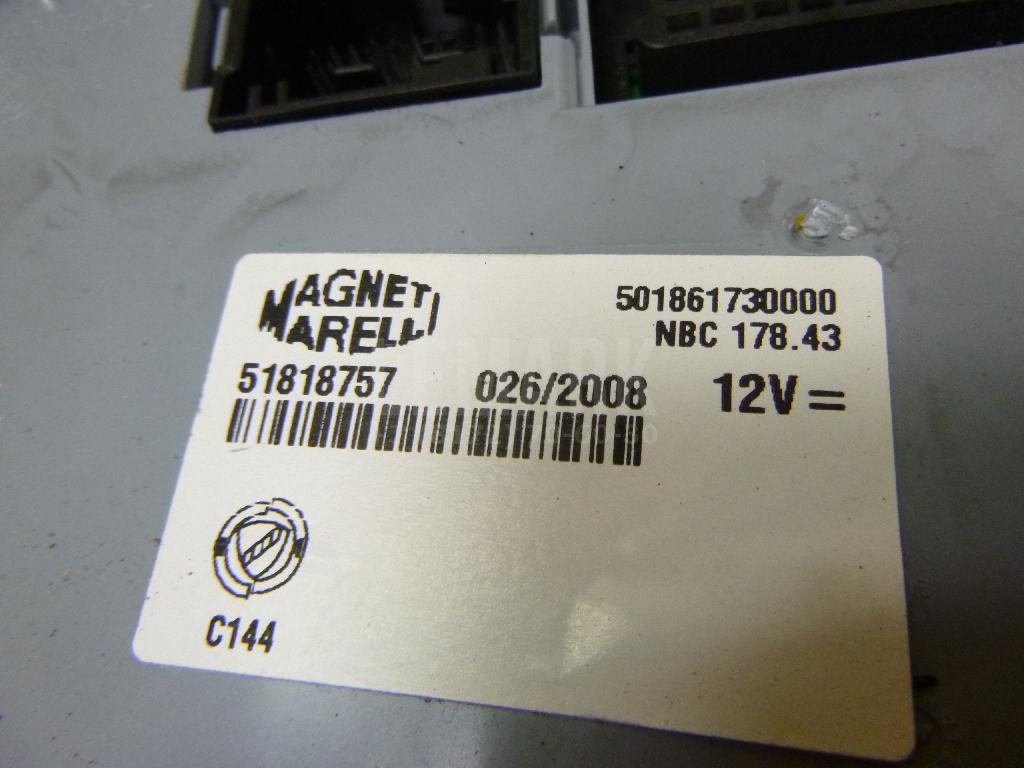 MAGNETI
MARELLI
501861730000
NBC 178.43
51818757 026/2008 12V =
C144